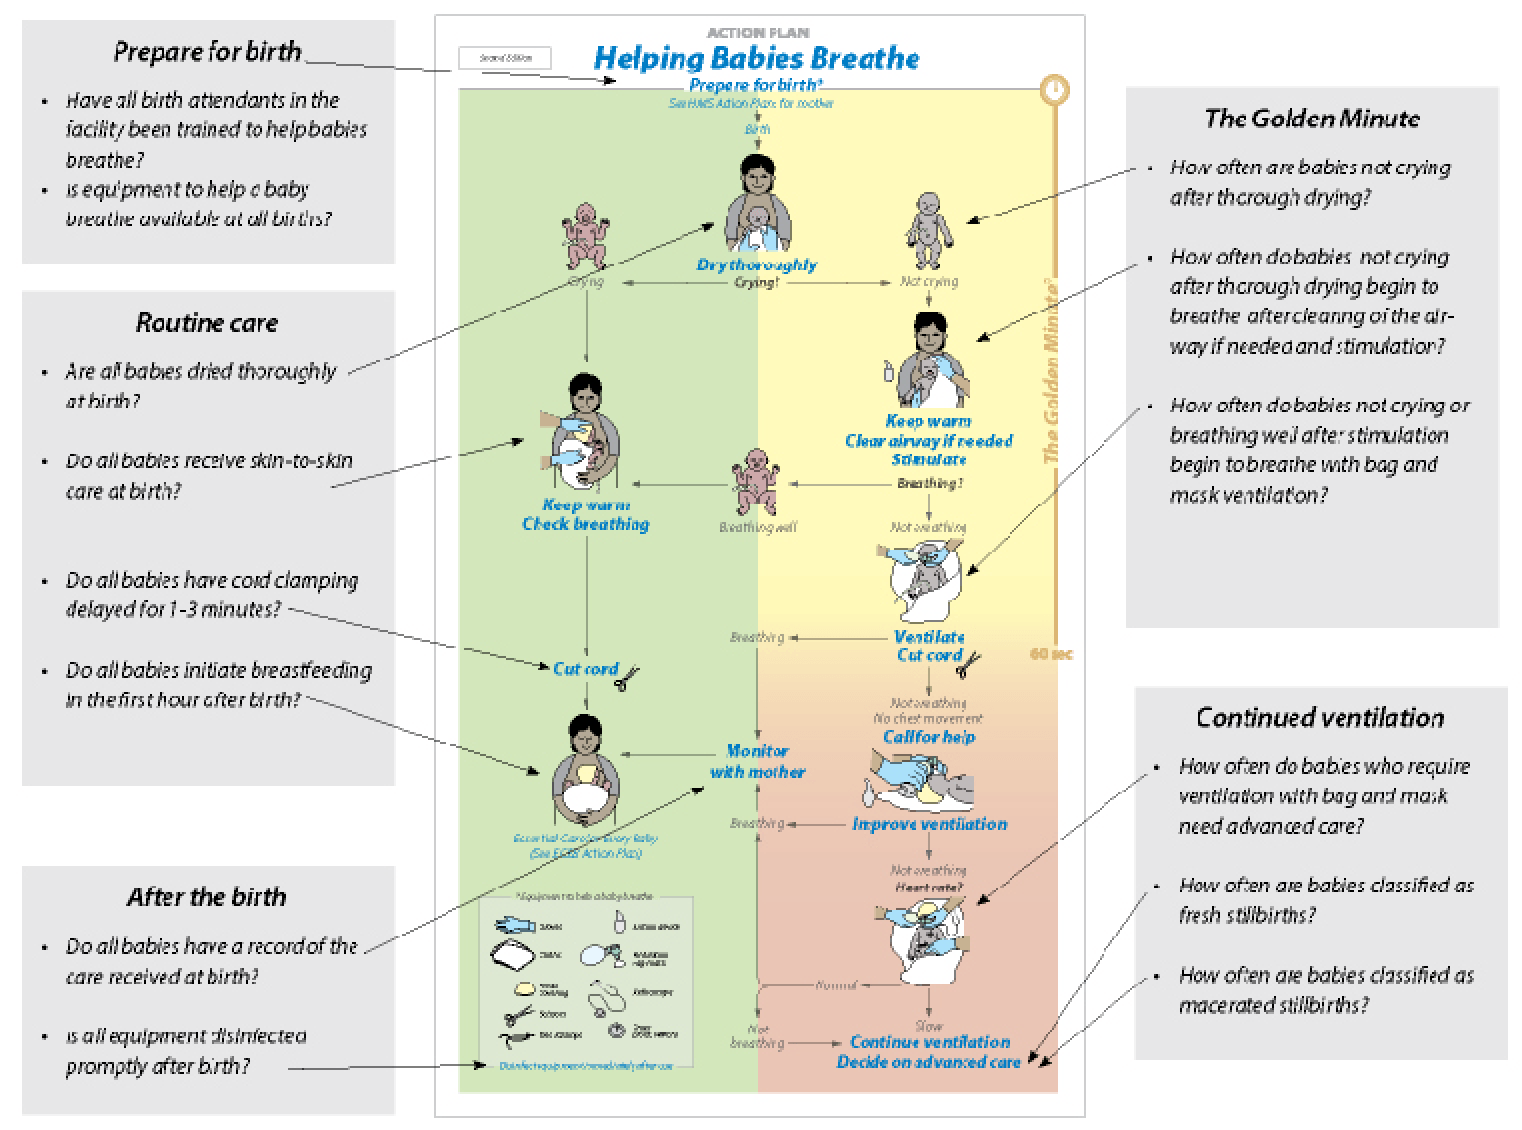 Prepare for birth
• Have all birth attendants in the
facility been trained to help babies
breathe?
• Is equipment to help a baby
breathe available at all births?
Routine care
• Are all babies dried thoroughly
at birth?
• Do all babies receive skin-to-skin
care at birth?
• Do all babies have cord clamping
delayed for 1-3 minutes?
• Do all babies initiate breastfeeding
in the first hour after birth?
After the birth
• Do all babies have a record of the
care received at birth?
• Is all equipment disinfected
promptly after birth?
ACTION PLAN
Second Edition
Helping Babies Breathe
Prepare for birth*
See HMS Action Plans for mother
Birth
Dry thoroughly
Crying
Crying?
Not crying
Keep warm
Clear airway if needed
Stimulate
Breathing?
Keep warm
Check breathing
Breathing well
Not breathing
Breathing
Ventilate
Cut cord
Cut cord
The Golden Minute®
60 sec
Not breathing
No chest movement
Call for help
Monitor
with mother
Breathing
Improve ventilation
Essential Care for Every Baby
(See ECEB Action Plan)
Not breathing
Heart rate?
*Equipment to help a baby breathe
Gloves
Suction device
Cloths
Scissors
Stethoscope
Normal
Slow
Not
breathing
Continue ventilation
Decide on advanced care
Disinfect equipment immediately after use
The Golden Minute
• How often are babies not crying
after thorough drying?
• How often do babies not crying
after thorough drying begin to
breathe after clearing of the air-
way if needed and stimulation?
• How often do babies not crying or
breathing well after stimulation
begin to breathe with bag and
mask ventilation?
Continued ventilation
• How often do babies who require
ventilation with bag and mask
need advanced care?
• How often are babies classified as
fresh stillbirths?
• How often are babies classified as
macerated stillbirths?